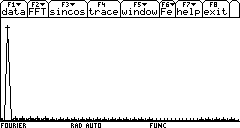 F1▼ F2▼ F3▼ F4 F5▼ F6▼ F7▼ F8
data FFT sincos trace window Fe help exit
FOURIER RAD AUTO FUNC